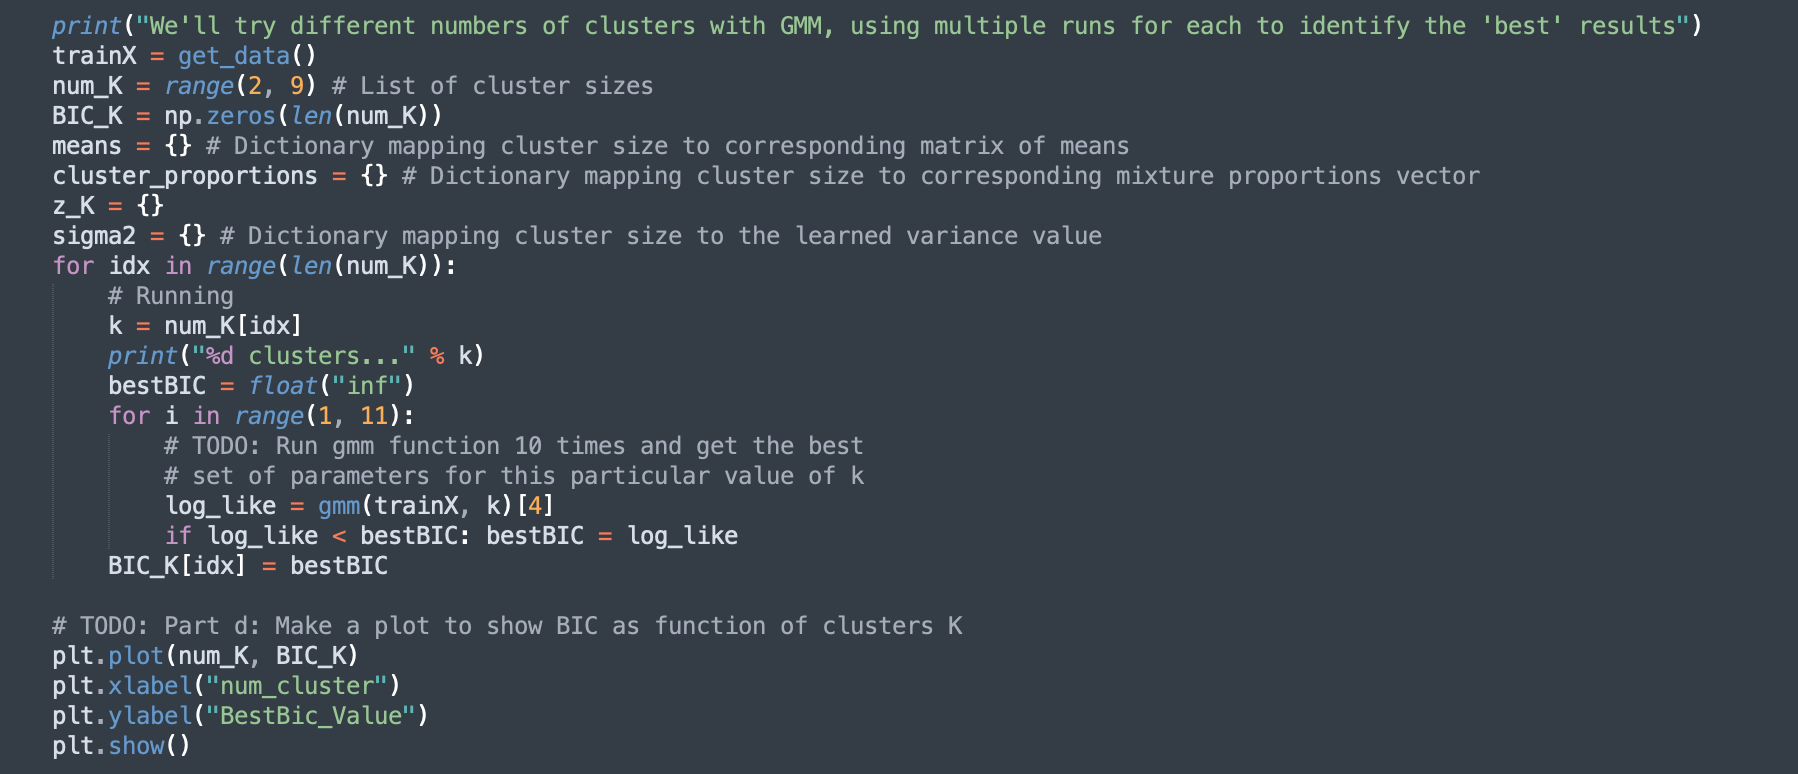 print("We'll try different numbers of clusters with GMM, using multiple runs for each to identify the 'best' results")
trainX = get_data()
num_K = range(2, 9) # List of cluster sizes
BIC_K = np.zeros(len(num_K))
means = {} # Dictionary mapping cluster size to corresponding matrix of means
cluster_proportions = {} # Dictionary mapping cluster size to corresponding mixture proportions vector
z_K = {}
sigma2 = {} # Dictionary mapping cluster size to the learned variance value
for idx in range(len(num_K)):
    # Running
    k = num_K[idx]
    print("%d clusters..." % k)
    bestBIC = float("inf")
    for i in range(1, 11):
        # TODO: Run gmm function 10 times and get the best
        # set of parameters for this particular value of k
        log_like = gmm(trainX, k)[4]
        if log_like < bestBIC: bestBIC = log_like
    BIC_K[idx] = bestBIC

# TODO: Part d: Make a plot to show BIC as function of clusters K
plt.plot(num_K, BIC_K)
plt.xlabel("num_cluster")
plt.ylabel("BestBic_Value")
plt.show()